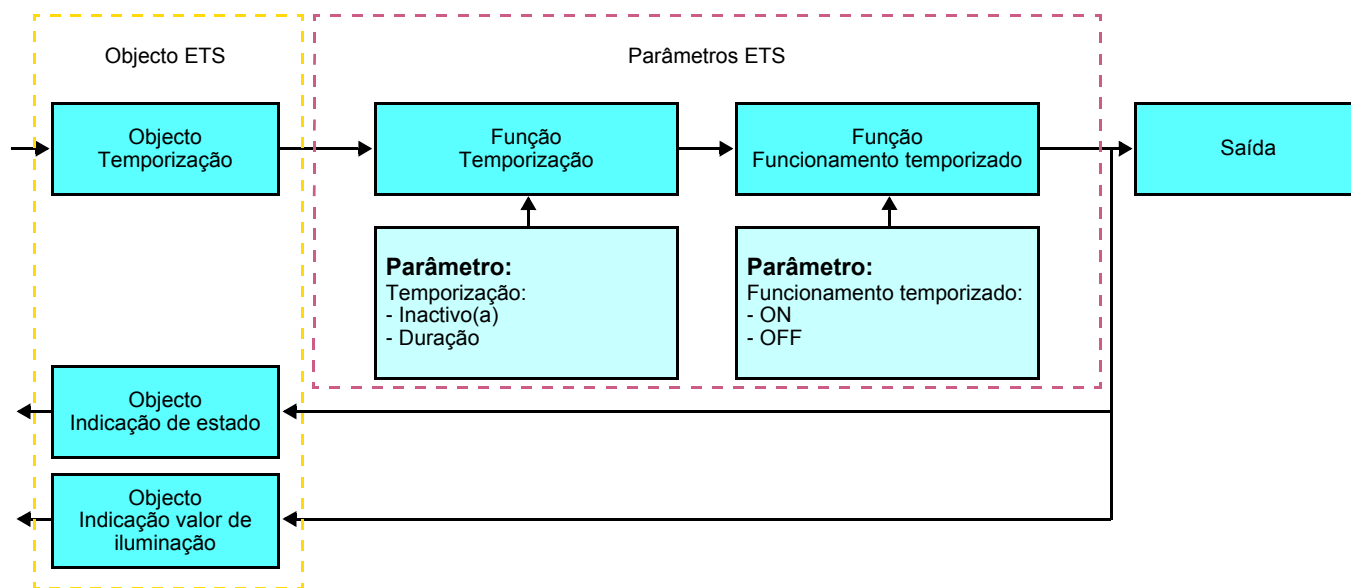 Objecto ETS
Parâmetros ETS
Objecto
Temporização
Função
Temporização
Função
Funcionamento temporizado
Saída
Parâmetro:
Temporização:
- Inactivo(a)
- Duração
Parâmetro:
Funcionamento temporizado:
- ON
- OFF
Objecto
Indicação de estado
Objecto
Indicação valor de
iluminação